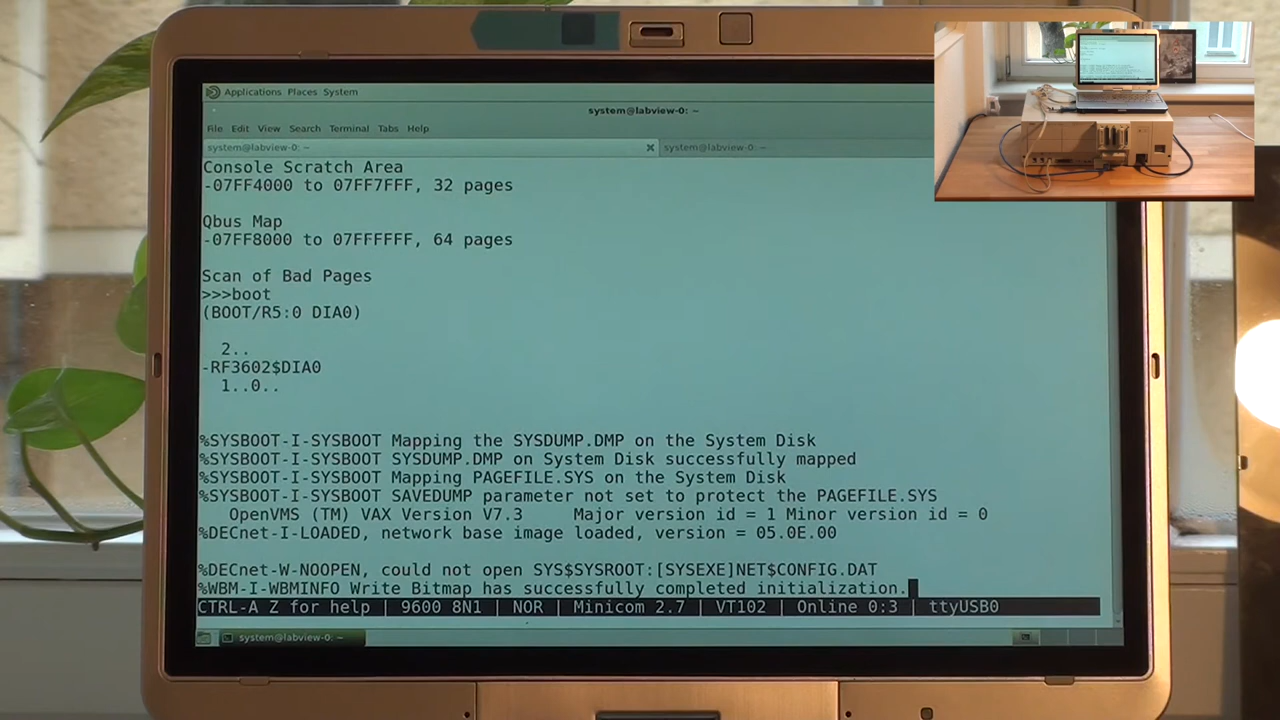 Applications Places System
system@labview-0: ~
File Edit View Search Terminal Tabs Help
system@labview-0: ~
system@labview-0: ~
Console Scratch Area
-07FF4000 to 07FF7FFF, 32 pages
Qbus Map
-07FF8000 to 07FFFFFF, 64 pages
Scan of Bad Pages
>>>boot
(BOOT/R5:0 DIA0)
2..
-RF3602$DIA0
1..0..
%SYSBOOT-I-SYSBOOT Mapping the SYSDUMP.DMP on the System Disk
%SYSBOOT-I-SYSBOOT SYSDUMP.DMP on System Disk successfully mapped
%SYSBOOT-I-SYSBOOT Mapping PAGEFILE.SYS on the System Disk
%SYSBOOT-I-SYSBOOT SAVEDUMP parameter not set to protect the PAGEFILE.SYS
OpenVMS (TM) VAX Version V7.3 Major version id = 1 Minor version id = 0
%DECnet-I-LOADED, network base image loaded, version = 05.0E.00
%DECnet-W-NOOPEN, could not open SYS$SYSROOT:[SYSEXE]NET$CONFIG.DAT
%WBM-I-WBMINFO Write Bitmap has successfully completed initialization.
CTRL-A Z for help | 9600 8N1 | NOR | Minicom 2.7 | VT102 | Online 0:3 | ttyUSB0
system@labview-0: ~